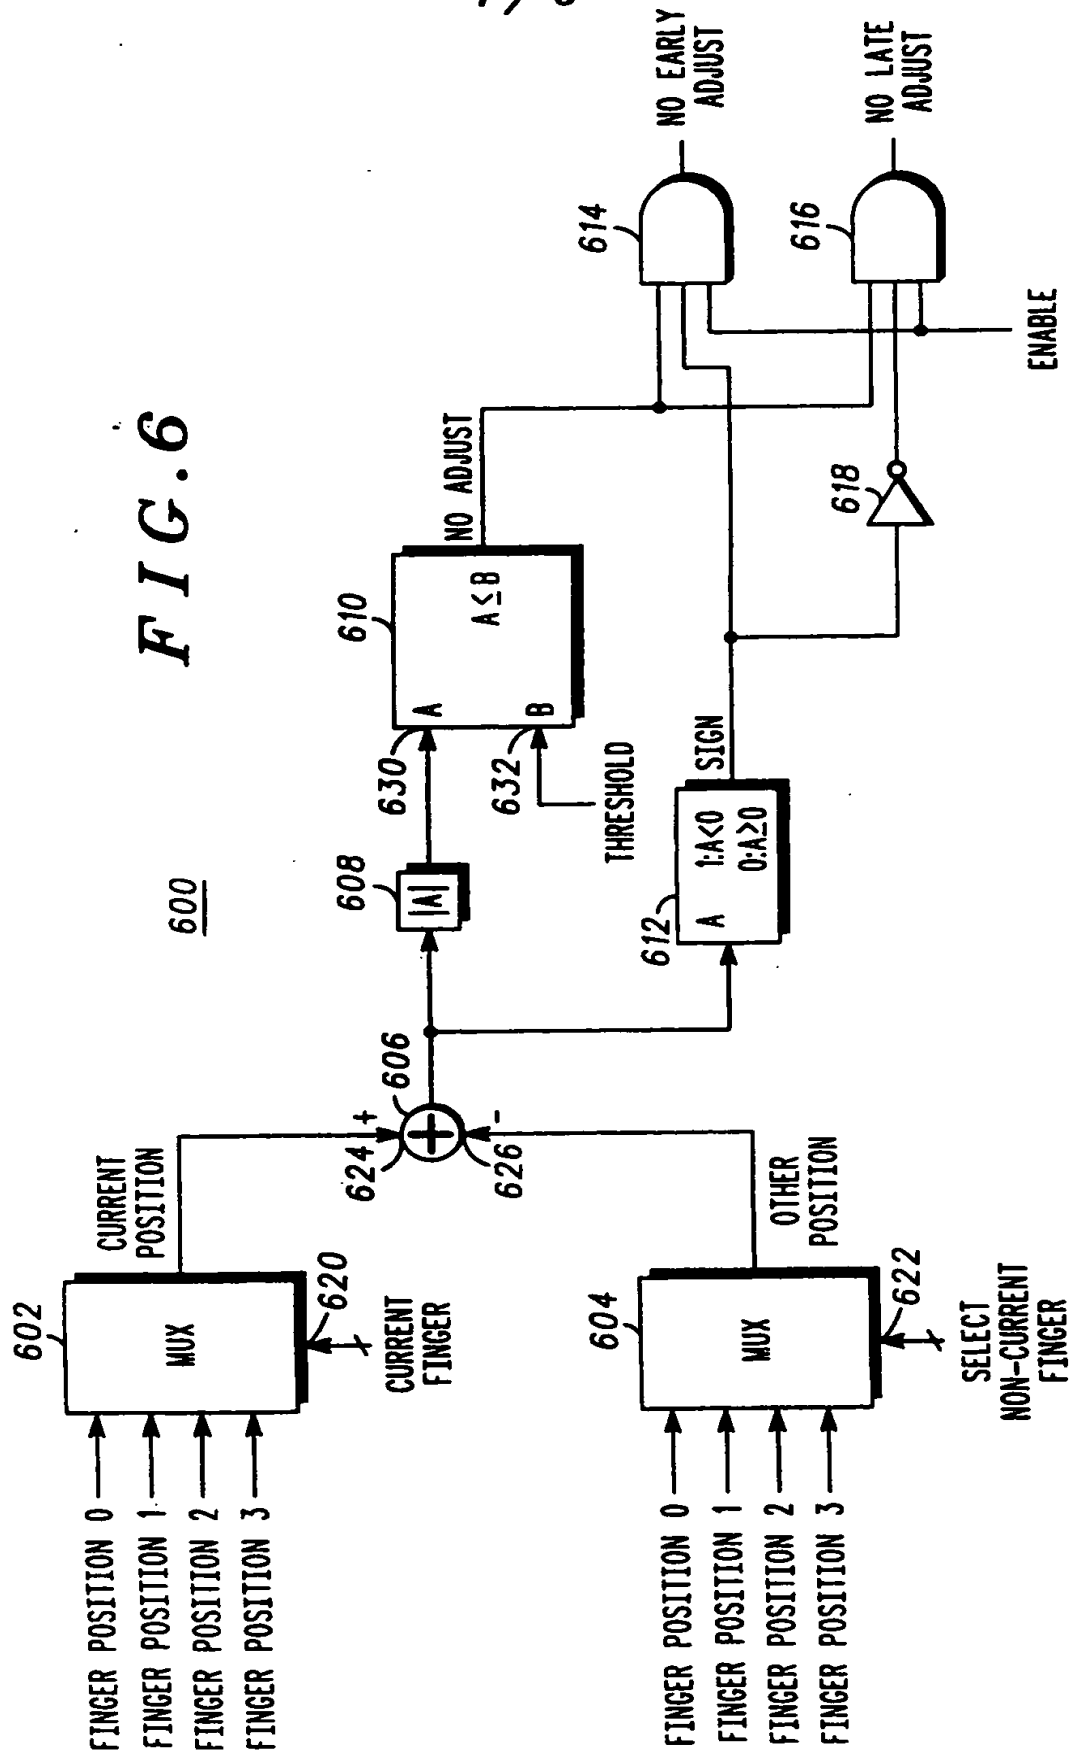 FIG.6
600
FINGER POSITION 0
FINGER POSITION 1
FINGER POSITION 2
FINGER POSITION 3
602
MUX
620
CURRENT
FINGER
CURRENT
POSITION
FINGER POSITION 0
FINGER POSITION 1
FINGER POSITION 2
FINGER POSITION 3
604
MUX
622
SELECT
NON-CURRENT
FINGER
OTHER
POSITION
624
+
606
626
-
608
|A|
630
A
610
A≤B
632
B
THRESHOLD
NO ADJUST
612
A
1:A<0
0:A≥0
SIGN
618
614
NO EARLY
ADJUST
616
NO LATE
ADJUST
ENABLE